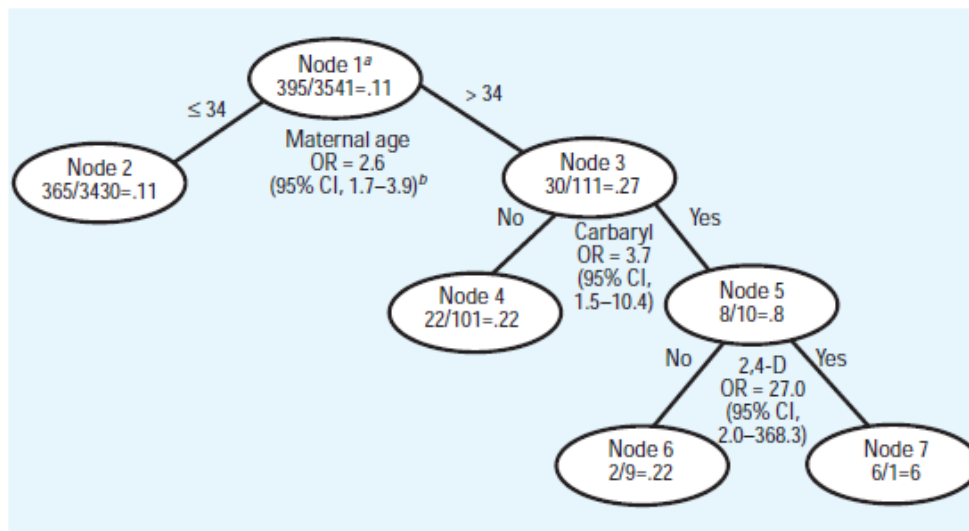 Node 1a
395/3541=.11
≤ 34
> 34
Maternal age
OR = 2.6
(95% CI, 1.7–3.9)b
Node 2
365/3430=.11
Node 3
30/111=.27
No
Yes
Carbaryl
OR = 3.7
(95% CI,
1.5–10.4)
Node 4
22/101=.22
Node 5
8/10=.8
No
Yes
2,4-D
OR = 27.0
(95% CI,
2.0–368.3)
Node 6
2/9=.22
Node 7
6/1=6